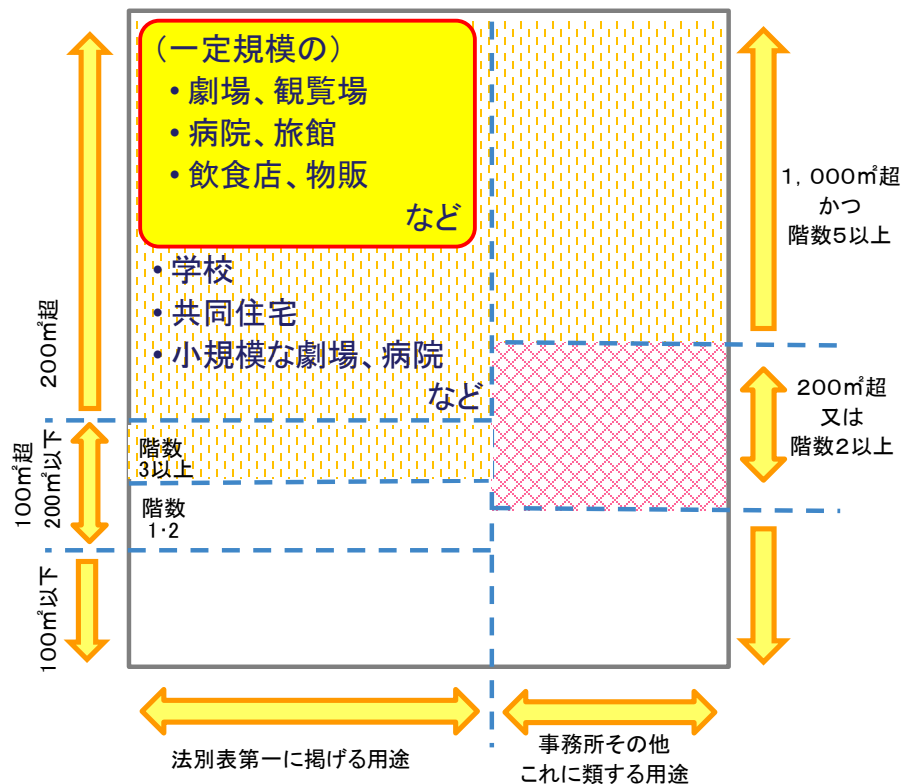 (一定規模の)
・劇場、観覧場
・病院、旅館
・飲食店、物販
など
・学校
・共同住宅
・小規模な劇場、病院
など
階数
3以上
階数
1・2
200㎡超
100㎡超
200㎡以下
100㎡以下
1,000㎡超
かつ
階数5以上
200㎡超
又は
階数2以上
法別表第一に掲げる用途
事務所その他
これに類する用途